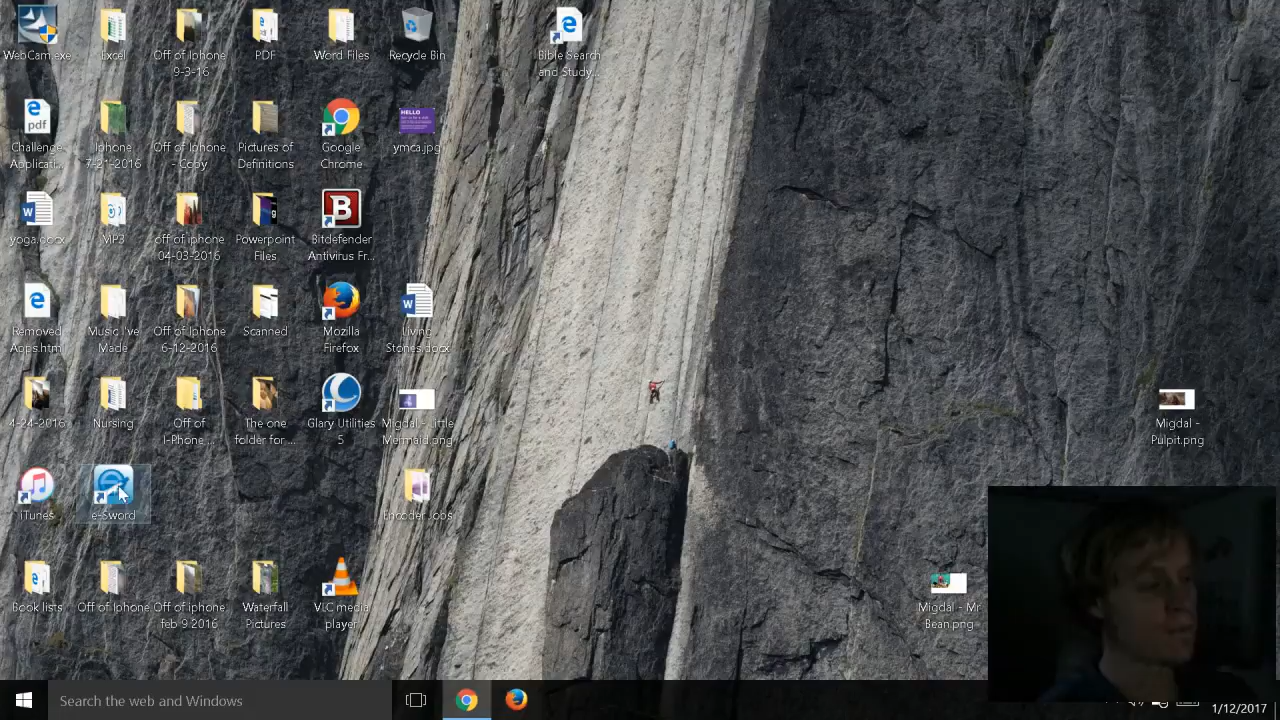 WebCam.exe
Excel
Off of Iphone
9-3-16
PDF
Word Files
Recycle Bin
Bible Search
and Study...
pdf
Challenge
Applicati...
Iphone
7-21-2016
Off of Iphone
- Copy
Pictures of
Definitions
Google
Chrome
HELLO
ymca.jpg
W
yoga.docx
MP3
off of iphone
04-03-2016
Powerpoint
Files
B
Bitdefender
Antivirus Fr...
Removed
Apps.html
Music I've
Made
Off of Iphone
6-12-2016
Scanned
Mozilla
Firefox
W
Living
Stones.docx
4-24-2016
Nursing
Off of
I-Phone ...
The one
folder for ...
Glary Utilities
5
Migdal - Little
Mermaid.png
Migdal -
Pulpit.png
iTunes
e-Sword
Encoder Jobs
Book lists
Off of Iphone
Off of iphone
feb 9 2016
Waterfall
Pictures
VLC media
player
Migdal - Mr
Bean.png
Search the web and Windows
1/12/2017